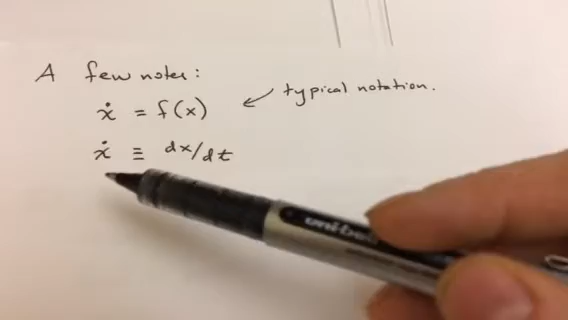 A few notes:
ẋ = f(x) ← typical notation.
ẋ ≡ dx/dt
uni-ball